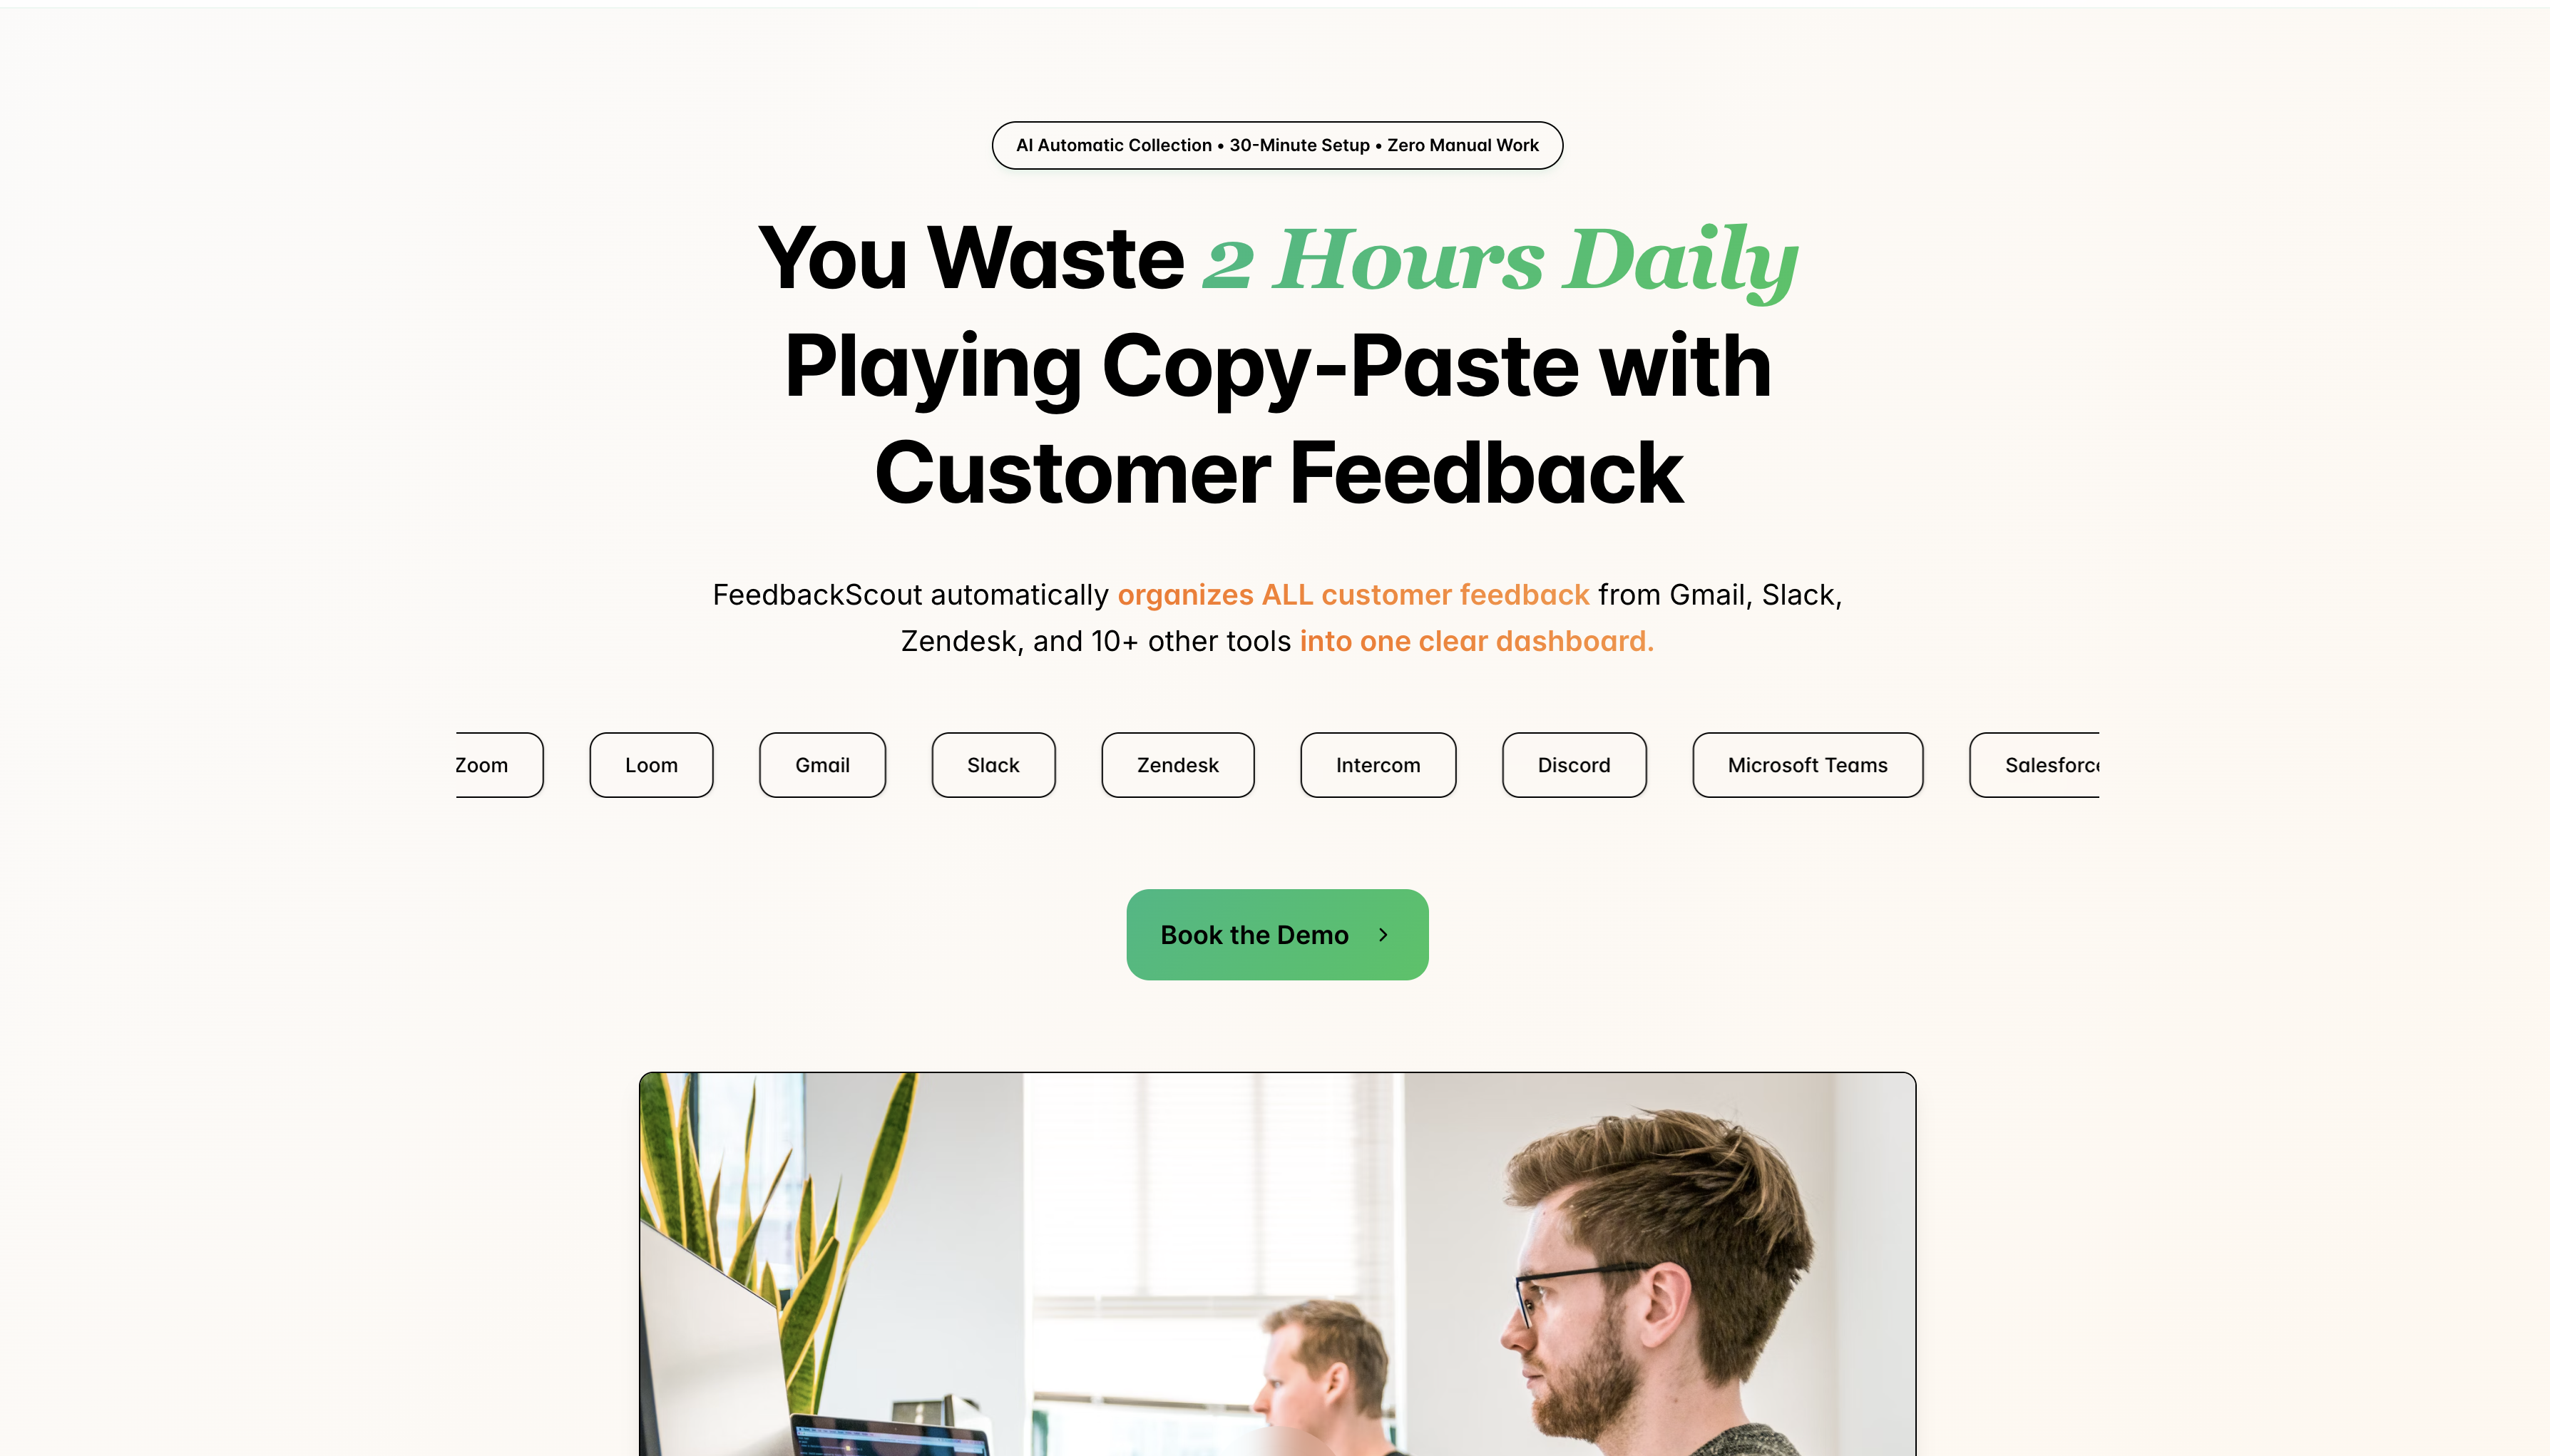 AI Automatic Collection • 30-Minute Setup • Zero Manual Work
You Waste 2 Hours Daily
Playing Copy-Paste with
Customer Feedback
FeedbackScout automatically organizes ALL customer feedback from Gmail, Slack,
Zendesk, and 10+ other tools into one clear dashboard.
Zoom Loom Gmail Slack Zendesk Intercom Discord Microsoft Teams Salesforce
Book the Demo